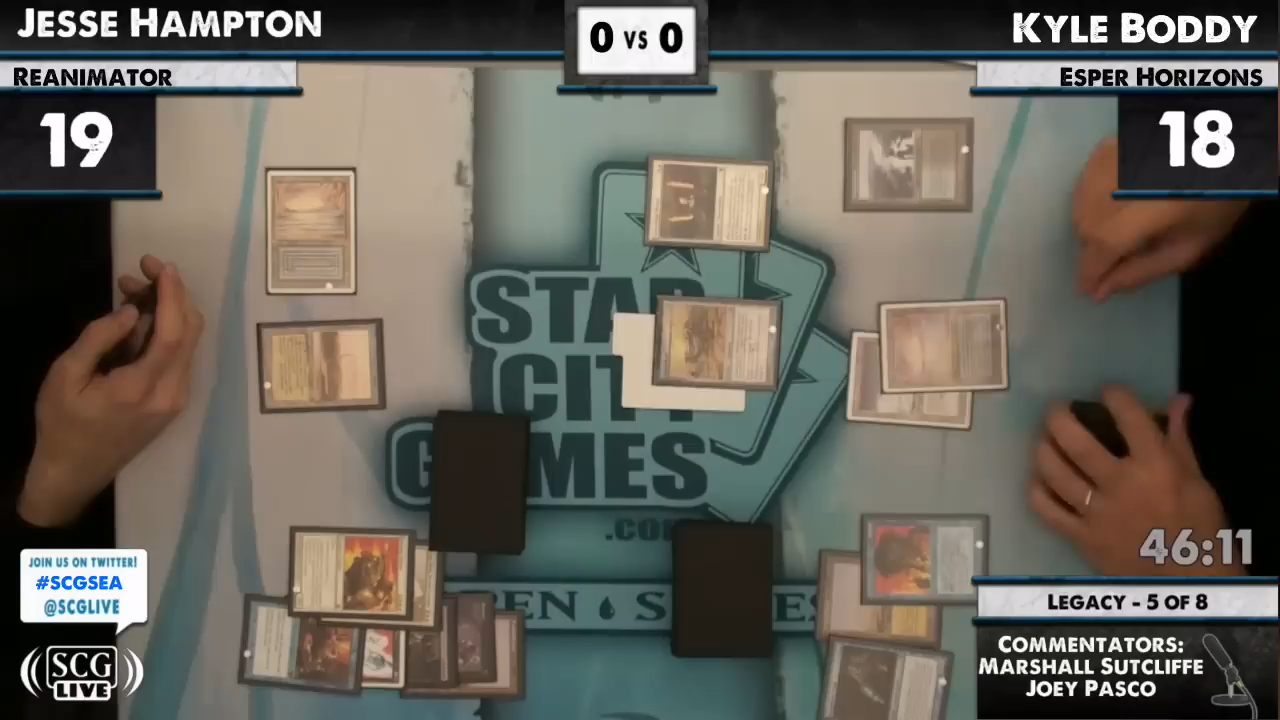 JESSE HAMPTON
0 VS 0
KYLE BODDY
REANIMATOR
ESPER HORIZONS
19
18
STAR
CITY
GAMES
.COM
46:11
JOIN US ON TWITTER!
#SCGSEA
@SCGLIVE
LEGACY - 5 OF 8
COMMENTATORS:
MARSHALL SUTCLIFFE
JOEY PASCO
SCG
LIVE